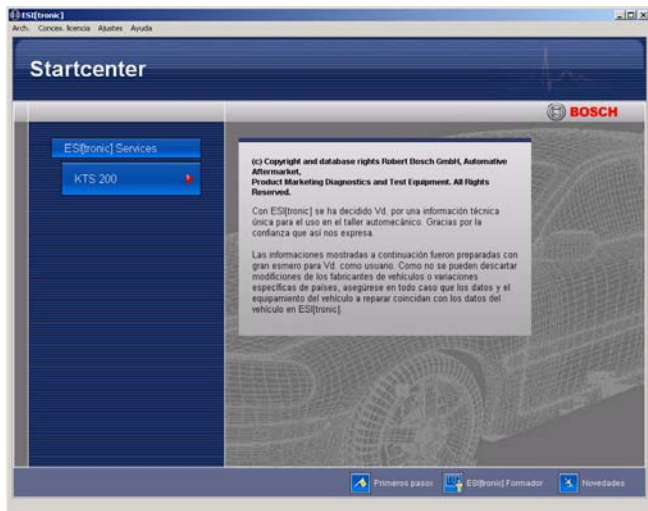 ESI[tronic]
Arch. Conces. licencia Ajustes Ayuda
Startcenter
BOSCH
ESI[tronic] Services
KTS 200
(c) Copyright and database rights Robert Bosch GmbH, Automative
Aftermarket,
Product Marketing Diagnostics and Test Equipment. All Rights
Reserved.
Con ESI[tronic] se ha decidido Vd. por una información técnica
única para el uso en el taller automecánico. Gracias por la
confianza que así nos expresa.
Las informaciones mostradas a continuación fueron preparadas con
gran esmero para Vd. como usuario. Como no se pueden descartar
modificiones de los fabricantes de vehículos o variaciones
específicas de países, asegúrese en todo caso que los datos y el
equipamiento del vehículo a reparar coincidan con los datos del
vehículo en ESI[tronic].
Primeros pasos ESI[tronic] Formador Novedades